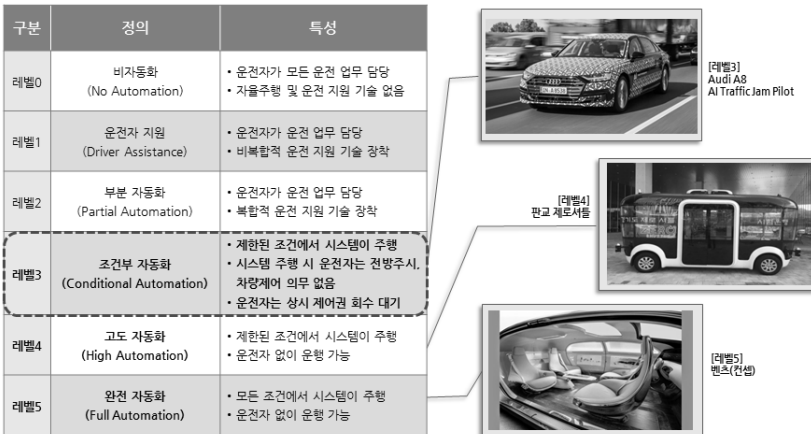 구분 정의 특성
레벨0
비자동화
(No Automation)
• 운전자가 모든 운전 업무 담당
• 자율주행 및 운전 지원 기술 없음
레벨1
운전자 지원
(Driver Assistance)
• 운전자가 운전 업무 담당
• 비복합적 운전 지원 기술 장착
레벨2
부분 자동화
(Partial Automation)
• 운전자가 운전 업무 담당
• 복합적 운전 지원 기술 장착
레벨3
조건부 자동화
(Conditional Automation)
• 제한된 조건에서 시스템이 주행
• 시스템 주행 시 운전자는 전방주시,
차량제어 의무 없음
• 운전자는 상시 제어권 회수 대기
레벨4
고도 자동화
(High Automation)
• 제한된 조건에서 시스템이 주행
• 운전자 없이 운행 가능
레벨5
완전 자동화
(Full Automation)
• 모든 조건에서 시스템이 주행
• 운전자 없이 운행 가능
[레벨3]
Audi A8
AI Traffic Jam Pilot
[레벨4]
판교 제로셔틀
[레벨5]
벤츠(컨셉)